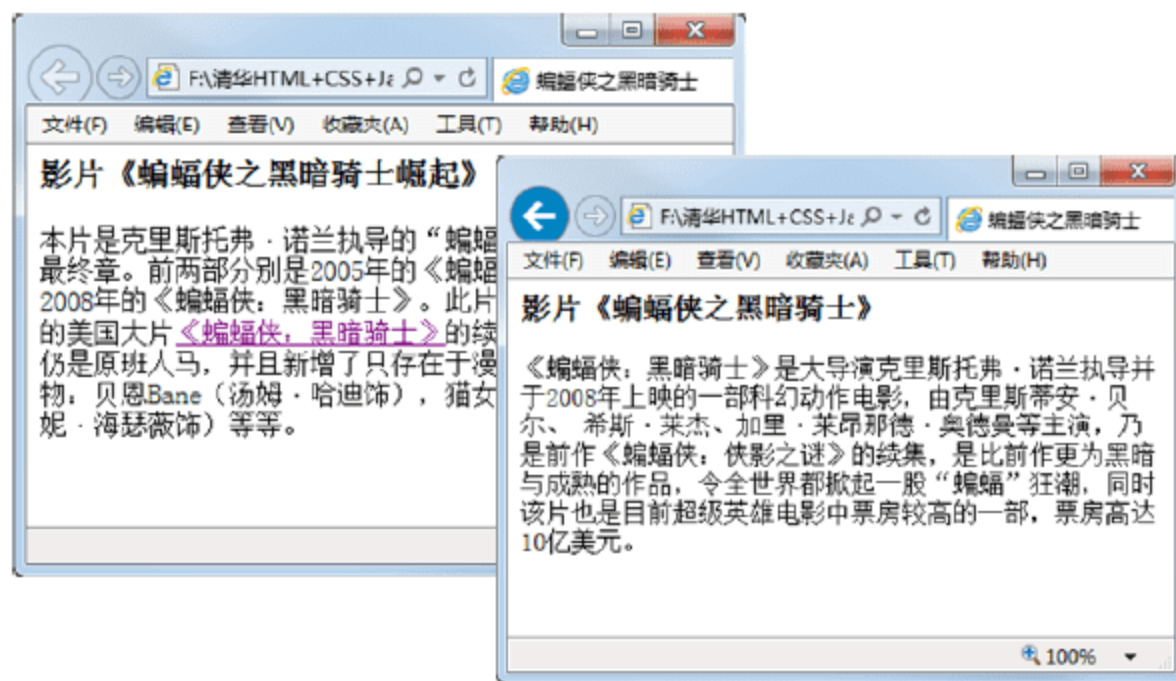 F:\清华HTML+CSS+Ja
蝙蝠侠之黑暗骑士
文件(F) 编辑(E) 查看(V) 收藏夹(A) 工具(T) 帮助(H)
影片《蝙蝠侠之黑暗骑士崛起》
本片是克里斯托弗·诺兰执导的“蝙蝠
最终章。前两部分别是2005年的《蝙蝠
2008年的《蝙蝠侠：黑暗骑士》。此片
的美国大片《蝙蝠侠：黑暗骑士》的续
仍是原班人马，并且新增了只存在于漫
物：贝恩Bane（汤姆·哈迪饰），猫女
妮·海瑟薇饰）等等。
F:\清华HTML+CSS+Ja
蝙蝠侠之黑暗骑士
文件(F) 编辑(E) 查看(V) 收藏夹(A) 工具(T) 帮助(H)
影片《蝙蝠侠之黑暗骑士》
《蝙蝠侠：黑暗骑士》是大导演克里斯托弗·诺兰执导并
于2008年上映的一部科幻动作电影，由克里斯蒂安·贝
尔、 希斯·莱杰、加里·莱昂那德·奥德曼等主演，乃
是前作《蝙蝠侠：侠影之谜》的续集，是比前作更为黑暗
与成熟的作品，令全世界都掀起一股“蝙蝠”狂潮，同时
该片也是目前超级英雄电影中票房较高的一部，票房高达
10亿美元。
100%